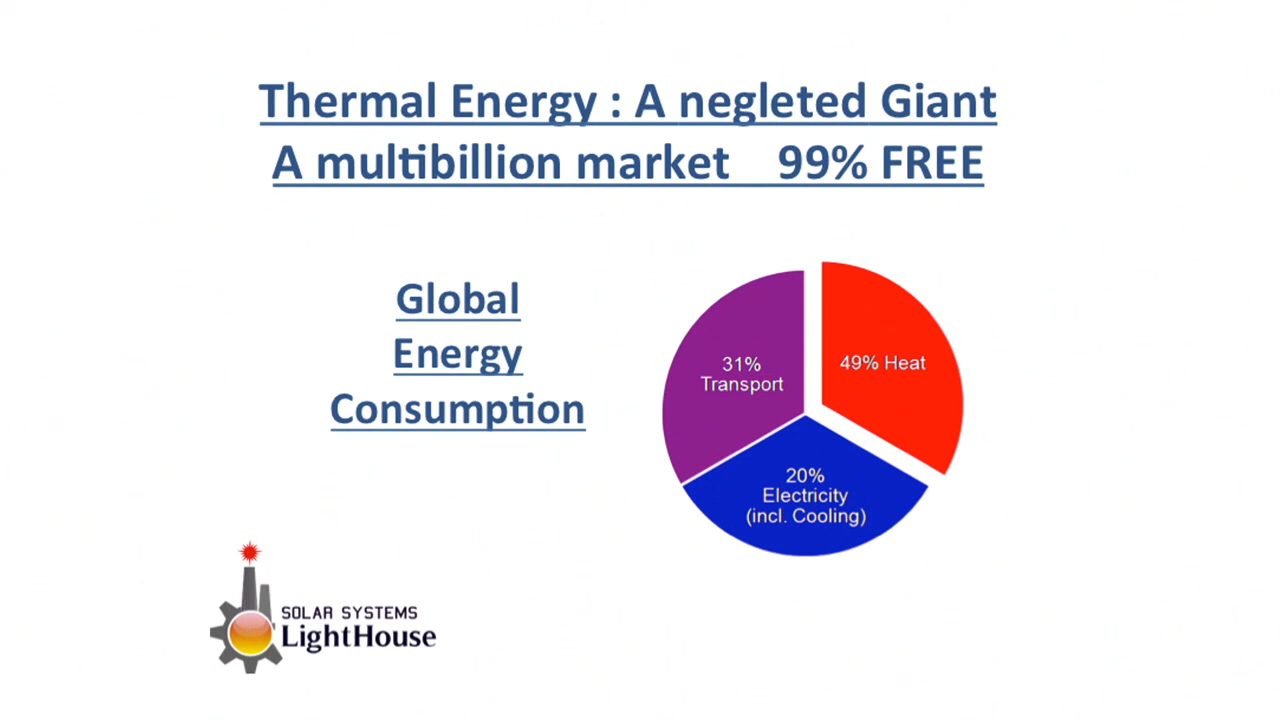 Thermal Energy : A negleted Giant
A multibillion market 99% FREE
Global
Energy
Consumption
31%
Transport
49% Heat
20%
Electricity
(incl. Cooling)
SOLAR SYSTEMS
LightHouse